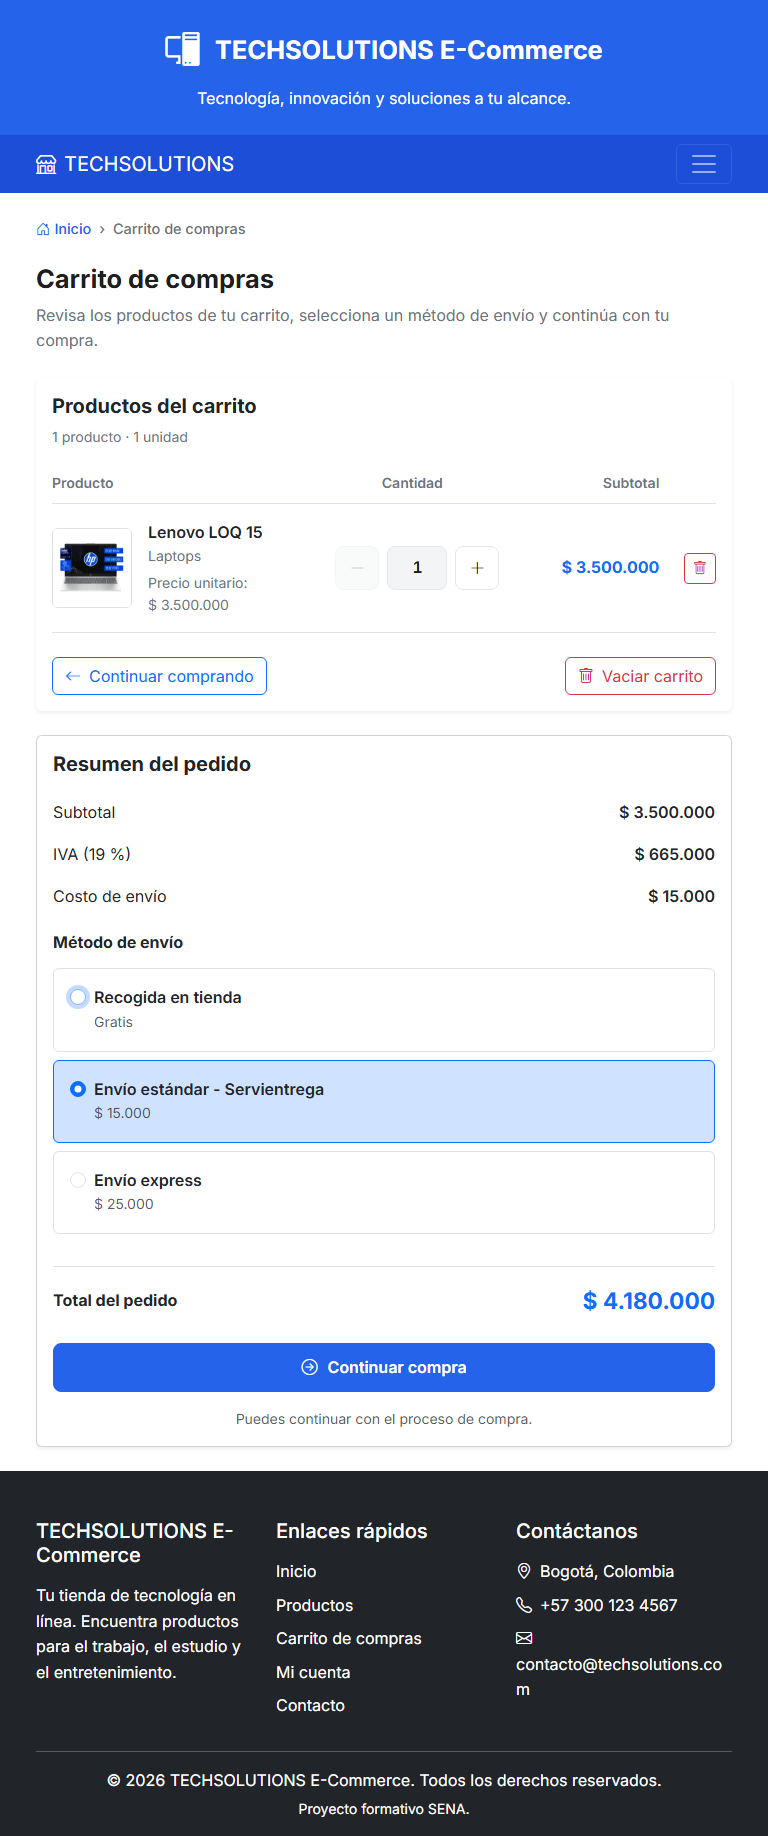 TECHSOLUTIONS E-Commerce
Tecnología, innovación y soluciones a tu alcance.
TECHSOLUTIONS
Inicio › Carrito de compras
Carrito de compras
Revisa los productos de tu carrito, selecciona un método de envío y continúa con tu
compra.
Productos del carrito
1 producto · 1 unidad
Producto Cantidad Subtotal
Lenovo LOQ 15
Laptops
Precio unitario:
$ 3.500.000
hp
− 1 + $ 3.500.000
← Continuar comprando Vaciar carrito
Resumen del pedido
Subtotal $ 3.500.000
IVA (19 %) $ 665.000
Costo de envío $ 15.000
Método de envío
Recogida en tienda
Gratis
Envío estándar - Servientrega
$ 15.000
Envío express
$ 25.000
Total del pedido $ 4.180.000
Continuar compra
Puedes continuar con el proceso de compra.
TECHSOLUTIONS E-
Commerce
Tu tienda de tecnología en
línea. Encuentra productos
para el trabajo, el estudio y
el entretenimiento.
Enlaces rápidos
Inicio
Productos
Carrito de compras
Mi cuenta
Contacto
Contáctanos
Bogotá, Colombia
+57 300 123 4567
contacto@techsolutions.co
m
© 2026 TECHSOLUTIONS E-Commerce. Todos los derechos reservados.
Proyecto formativo SENA.